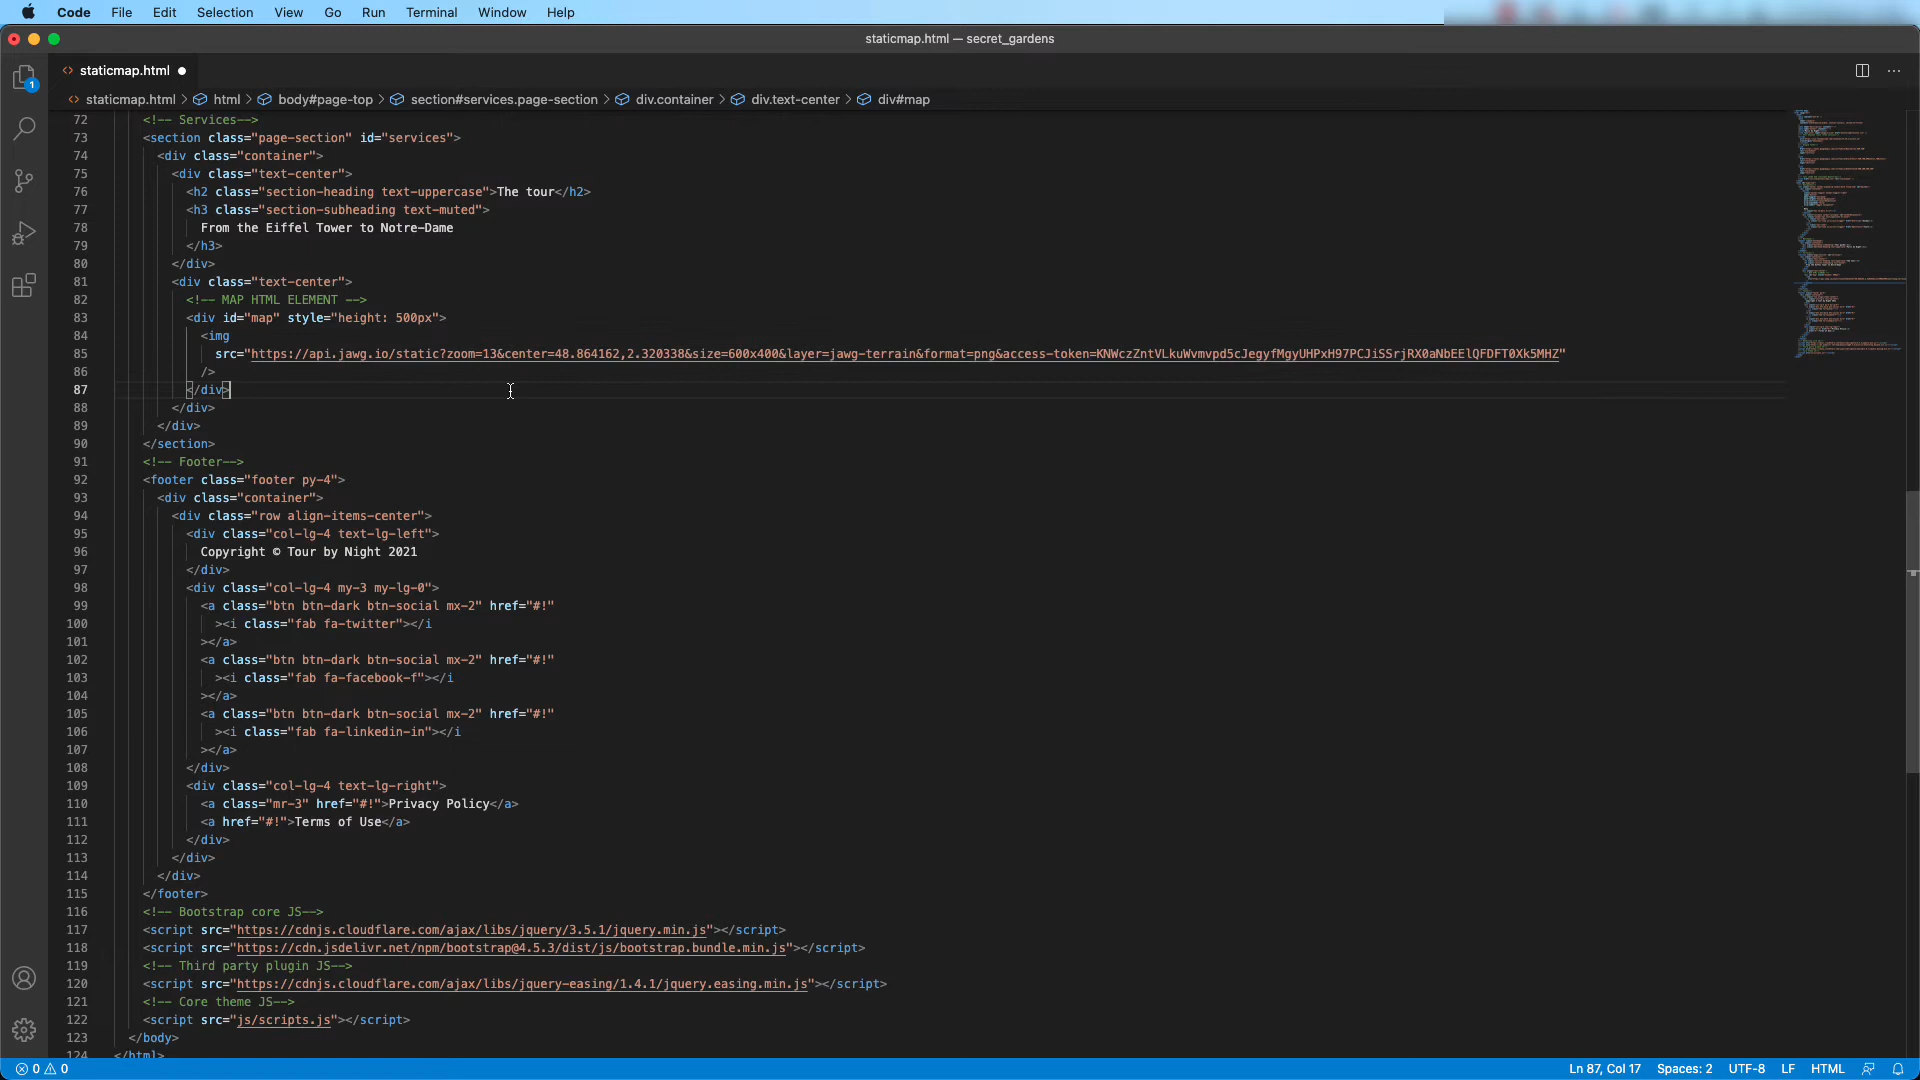 Code File Edit Selection View Go Run Terminal Window Help
staticmap.html — secret_gardens
<> staticmap.html ● ···
<> staticmap.html > html > body#page-top > section#services.page-section > div.container > div.text-center > div#map
1
72 <!-- Services-->
73 <section class="page-section" id="services">
74 <div class="container">
75 <div class="text-center">
76 <h2 class="section-heading text-uppercase">The tour</h2>
77 <h3 class="section-subheading text-muted">
78 From the Eiffel Tower to Notre-Dame
79 </h3>
80 </div>
81 <div class="text-center">
82 <!-- MAP HTML ELEMENT -->
83 <div id="map" style="height: 500px">
84 <img
85 src="https://api.jawg.io/static?zoom=13&center=48.864162,2.320338&size=600x400&layer=jawg-terrain&format=png&access-token=KNWczZntVLkuWvmvpd5cJegyfMgyUHPxH97PCJiSSrjRX0aNbEElQFDFT0Xk5MHZ"
86 />
87 </div>
88 </div>
89 </div>
90 </section>
91 <!-- Footer-->
92 <footer class="footer py-4">
93 <div class="container">
94 <div class="row align-items-center">
95 <div class="col-lg-4 text-lg-left">
96 Copyright © Tour by Night 2021
97 </div>
98 <div class="col-lg-4 my-3 my-lg-0">
99 <a class="btn btn-dark btn-social mx-2" href="#!"
100 ><i class="fab fa-twitter"></i
101 ></a>
102 <a class="btn btn-dark btn-social mx-2" href="#!"
103 ><i class="fab fa-facebook-f"></i
104 ></a>
105 <a class="btn btn-dark btn-social mx-2" href="#!"
106 ><i class="fab fa-linkedin-in"></i
107 ></a>
108 </div>
109 <div class="col-lg-4 text-lg-right">
110 <a class="mr-3" href="#!">Privacy Policy</a>
111 <a href="#!">Terms of Use</a>
112 </div>
113 </div>
114 </div>
115 </footer>
116 <!-- Bootstrap core JS-->
117 <script src="https://cdnjs.cloudflare.com/ajax/libs/jquery/3.5.1/jquery.min.js"></script>
118 <script src="https://cdn.jsdelivr.net/npm/bootstrap@4.5.3/dist/js/bootstrap.bundle.min.js"></script>
119 <!-- Third party plugin JS-->
120 <script src="https://cdnjs.cloudflare.com/ajax/libs/jquery-easing/1.4.1/jquery.easing.min.js"></script>
121 <!-- Core theme JS-->
122 <script src="js/scripts.js"></script>
123 </body>
124 </html>
0 0 Ln 87, Col 17 Spaces: 2 UTF-8 LF HTML